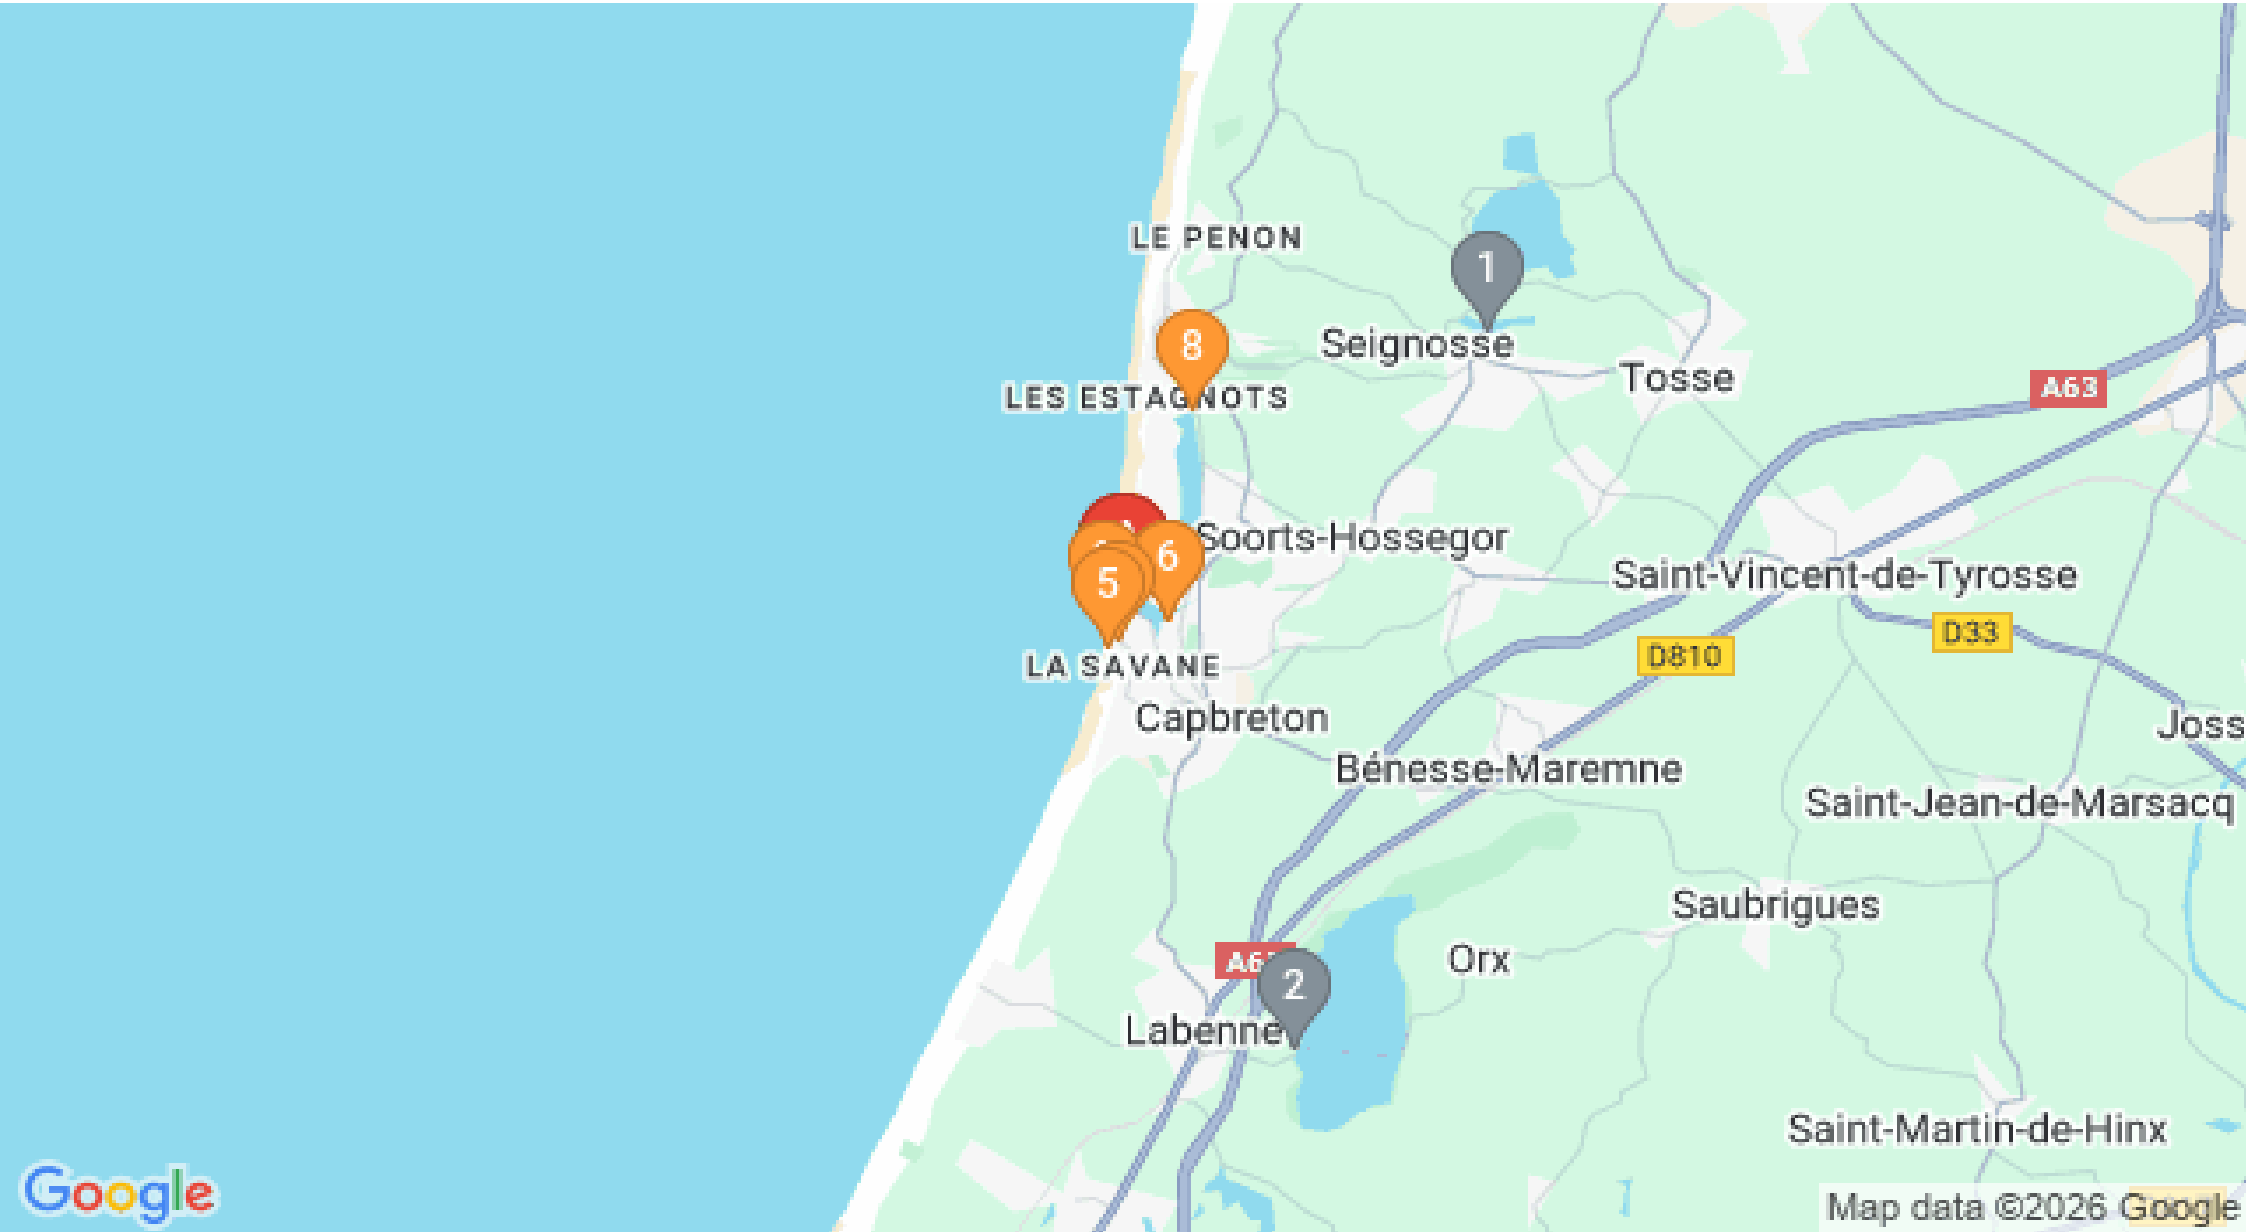 LE PENON
1
8
Seignosse
Tosse
A63
LES ESTAGNOTS
6
Soorts-Hossegor
5
Saint-Vincent-de-Tyrosse
D33
D810
LA SAVANE
Capbreton
Joss
Bénesse-Maremne
Saint-Jean-de-Marsacq
Saubrigues
Orx
2
Labenne
Saint-Martin-de-Hinx
Google
Map data ©2026 Google